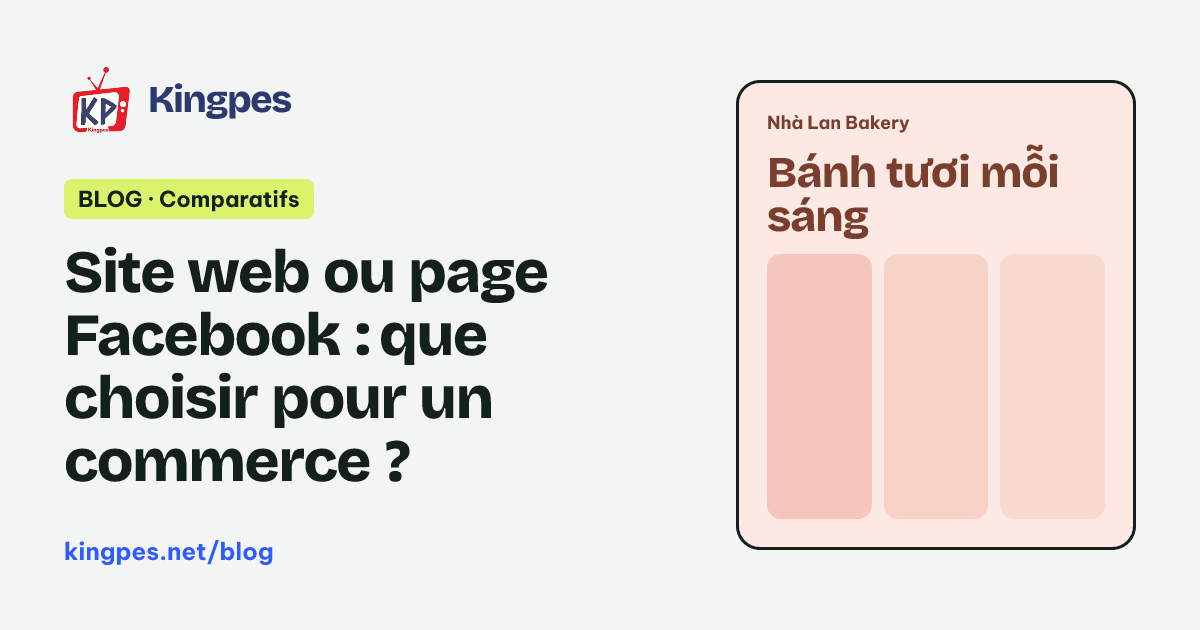 KP
Kingpes
Kingpes
BLOG · Comparatifs
Site web ou page
Facebook : que
choisir pour un
commerce ?
kingpes.net/blog
Nhà Lan Bakery
Bánh tươi mỗi
sáng